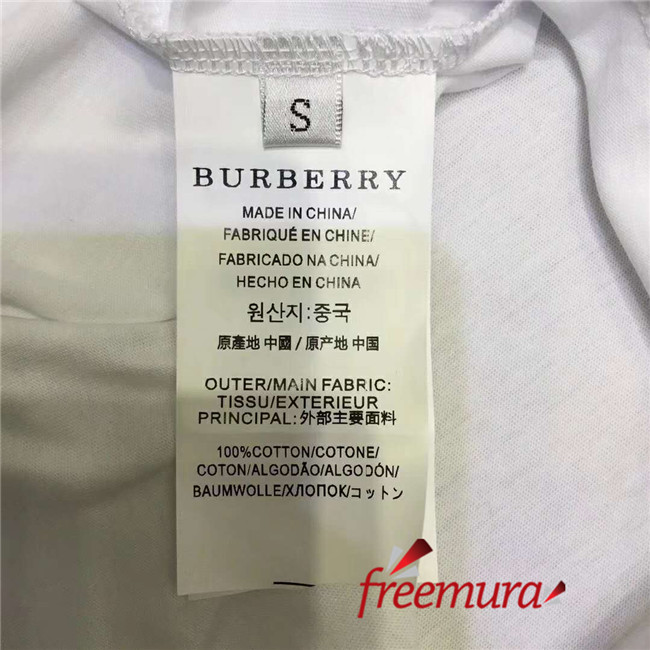 S
BURBERRY
MADE IN CHINA/
FABRIQUÉ EN CHINE/
FABRICADO NA CHINA/
HECHO EN CHINA
원산지:중국
原產地 中國 / 原产地 中国
OUTER/MAIN FABRIC:
TISSU/EXTERIEUR
PRINCIPAL:外部主要面料
100%COTTON/COTONE/
COTON/ALGODÃO/ALGODÓN/
BAUMWOLLE/ХЛОПОК/コットン
freemura